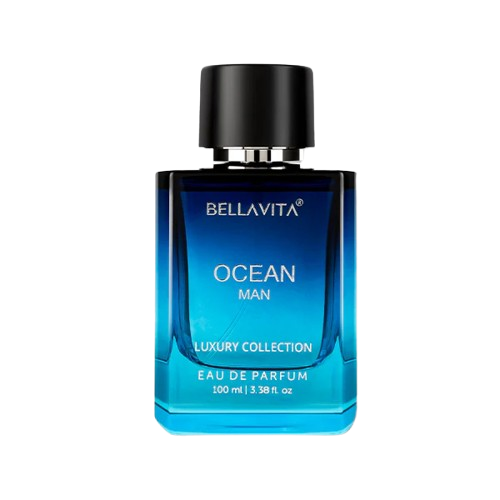 BELLAVITA®
OCEAN
MAN
LUXURY COLLECTION
EAU DE PARFUM
100 ml | 3.38 fl. oz